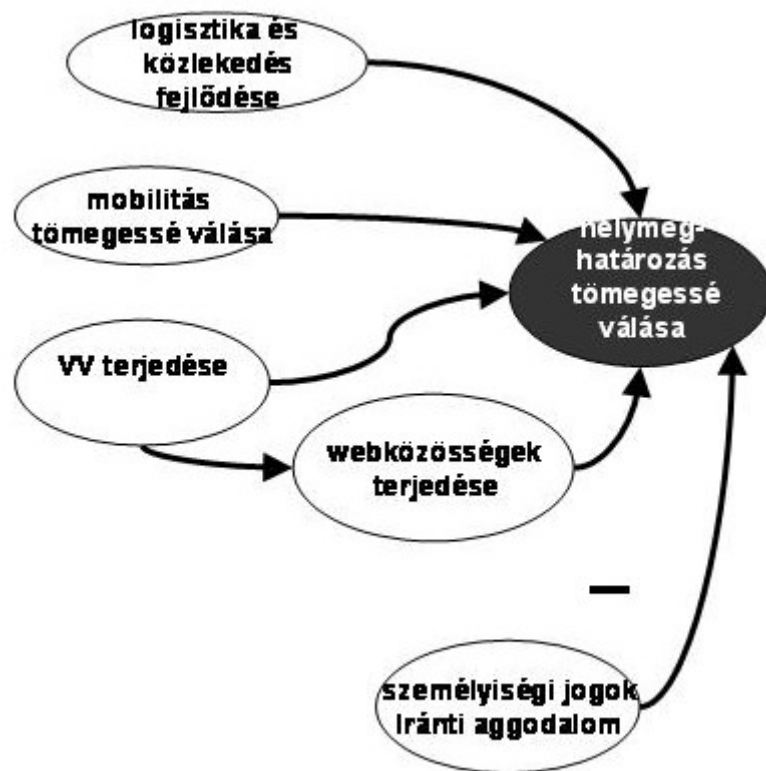 logisztika és
közlekedés
fejlődése
mobilitás
tömegessé válása
helymeg-
határozás
tömegessé
válása
VV terjedése
webközösségek
terjedése
személyiségi jogok
iránti aggodalom